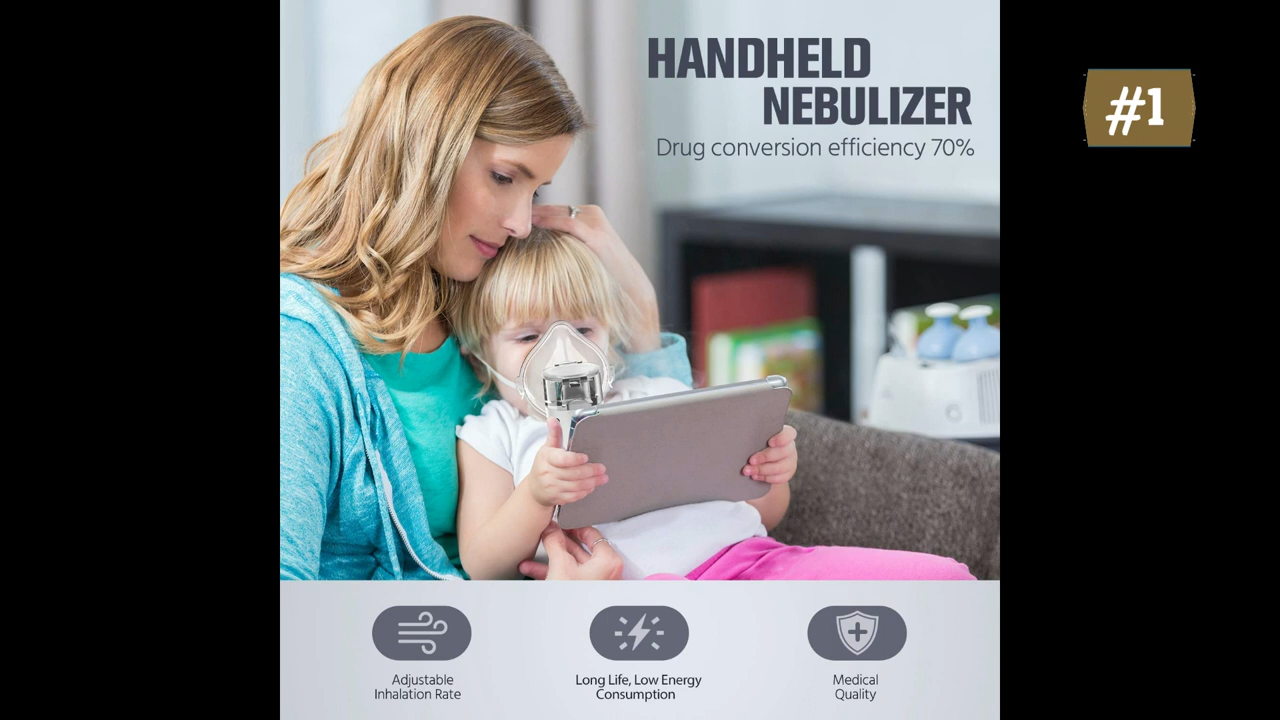 HANDHELD
NEBULIZER
Drug conversion efficiency 70%
#1
Adjustable
Inhalation Rate
Long Life, Low Energy
Consumption
Medical
Quality